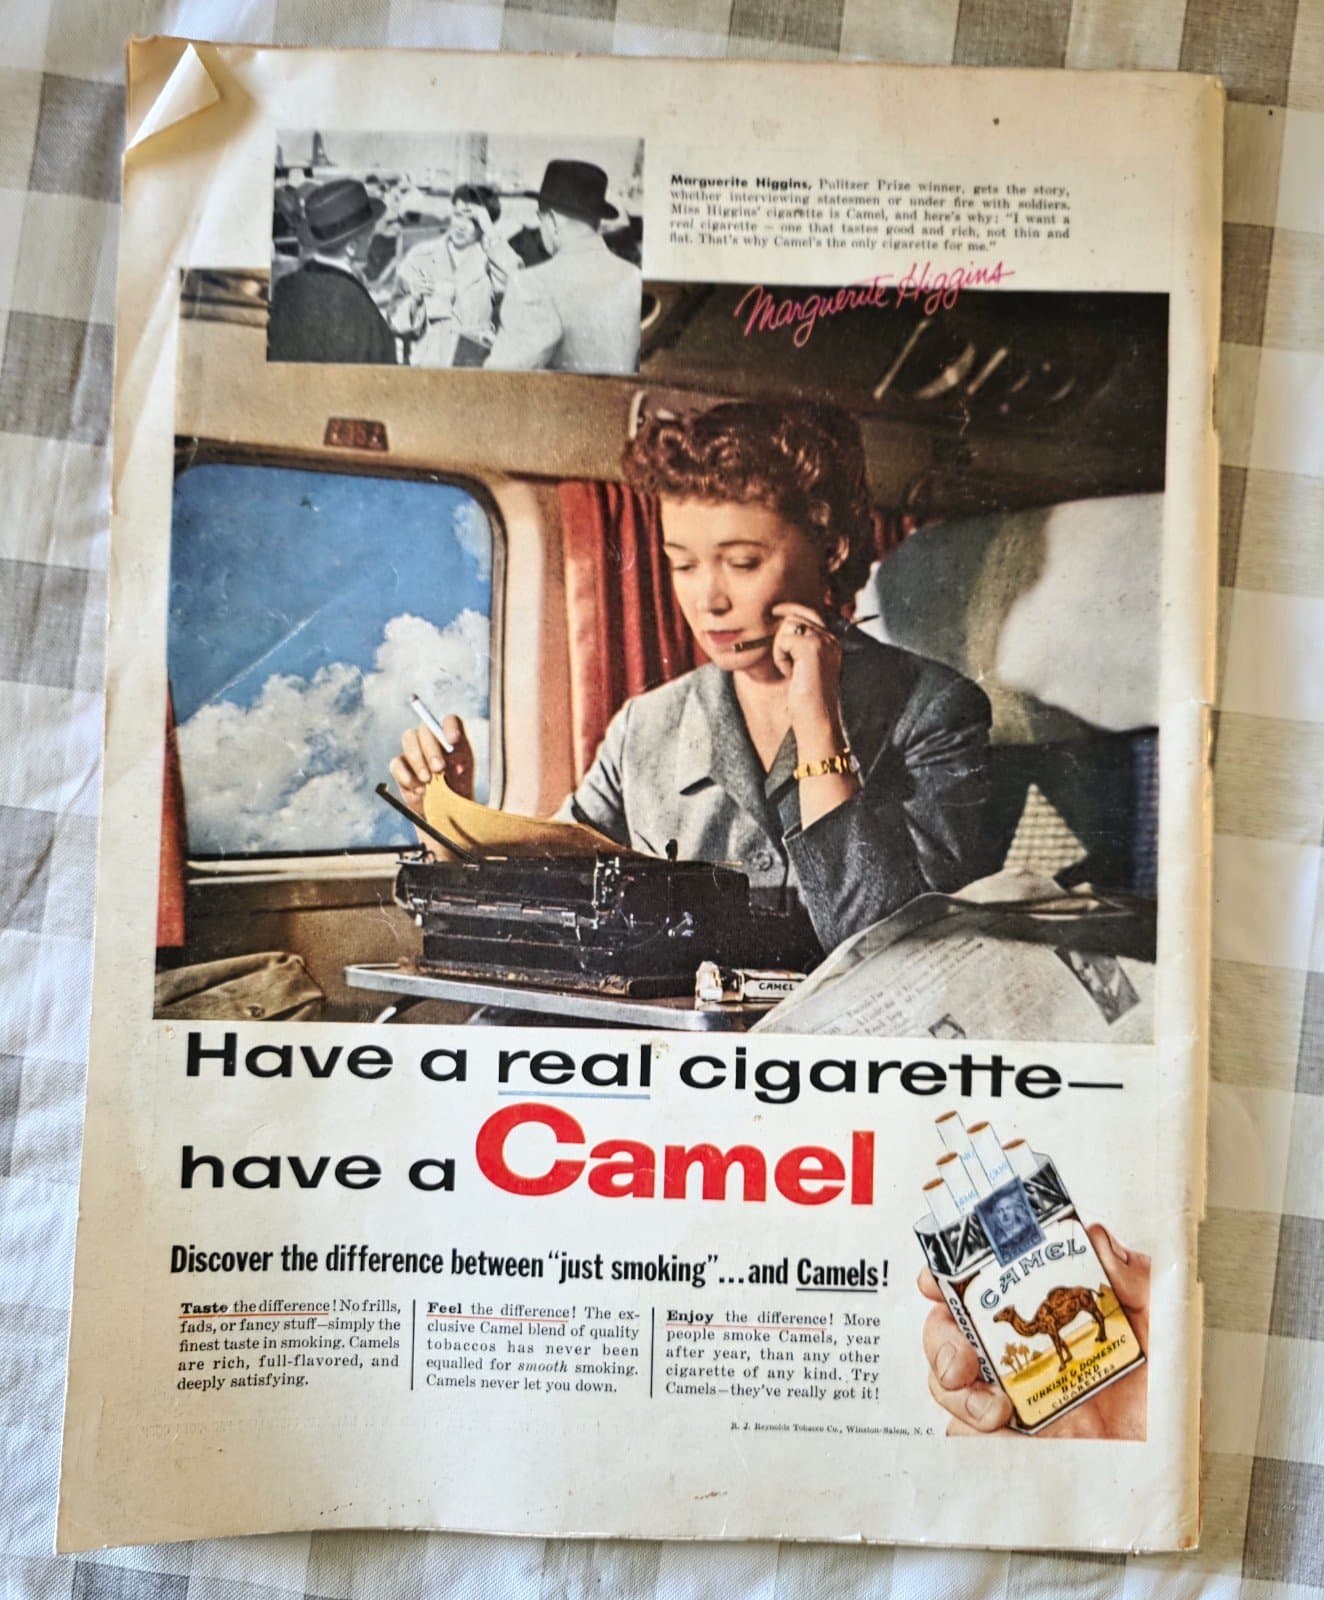 Marguerite Higgins, Pulitzer Prize winner, gets the story,
whether interviewing statesmen or under fire with soldiers.
Miss Higgins' cigarette is Camel, and here's why: "I want a
real cigarette — one that tastes good and rich, not thin and
flat. That's why Camel's the only cigarette for me."
Marguerite Higgins
CAMEL
Have a real cigarette—
have a Camel
Discover the difference between "just smoking"...and Camels!
Taste the difference! No frills,
fads, or fancy stuff—simply the
finest taste in smoking. Camels
are rich, full-flavored, and
deeply satisfying.
Feel the difference! The ex-
clusive Camel blend of quality
tobaccos has never been
equalled for smooth smoking.
Camels never let you down.
Enjoy the difference! More
people smoke Camels, year
after year, than any other
cigarette of any kind. Try
Camels—they've really got it!
CAMEL
TURKISH & DOMESTIC
BLEND
CIGARETTES
CHOICE
R. J. Reynolds Tobacco Co., Winston-Salem, N. C.